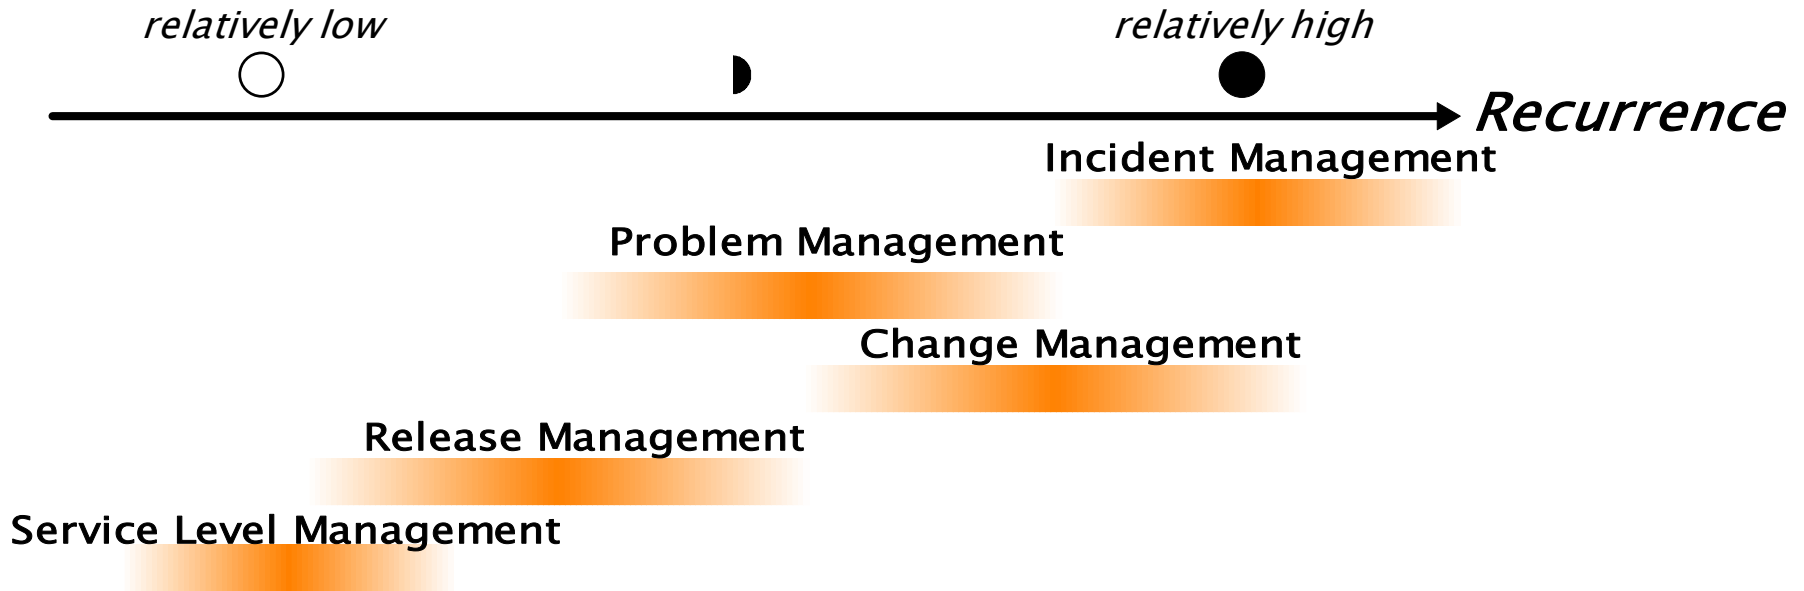 relatively low
relatively high
Recurrence
Incident Management
Problem Management
Change Management
Release Management
Service Level Management